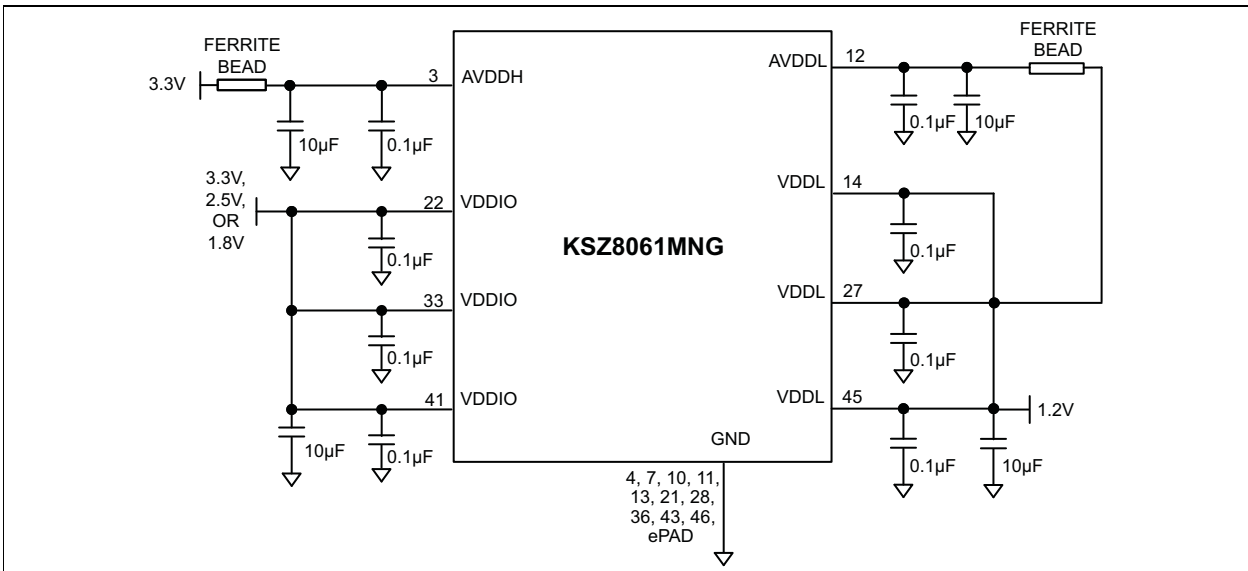 FERRITE
BEAD
3.3V
3
AVDDH
10µF
0.1µF
3.3V,
2.5V,
OR
1.8V
22
VDDIO
0.1µF
33
VDDIO
0.1µF
41
VDDIO
10µF
0.1µF
KSZ8061MNG
GND
4, 7, 10, 11,
13, 21, 28,
36, 43, 46,
ePAD
FERRITE
BEAD
AVDDL
12
0.1µF
10µF
VDDL
14
0.1µF
VDDL
27
0.1µF
VDDL
45
1.2V
0.1µF
10µF